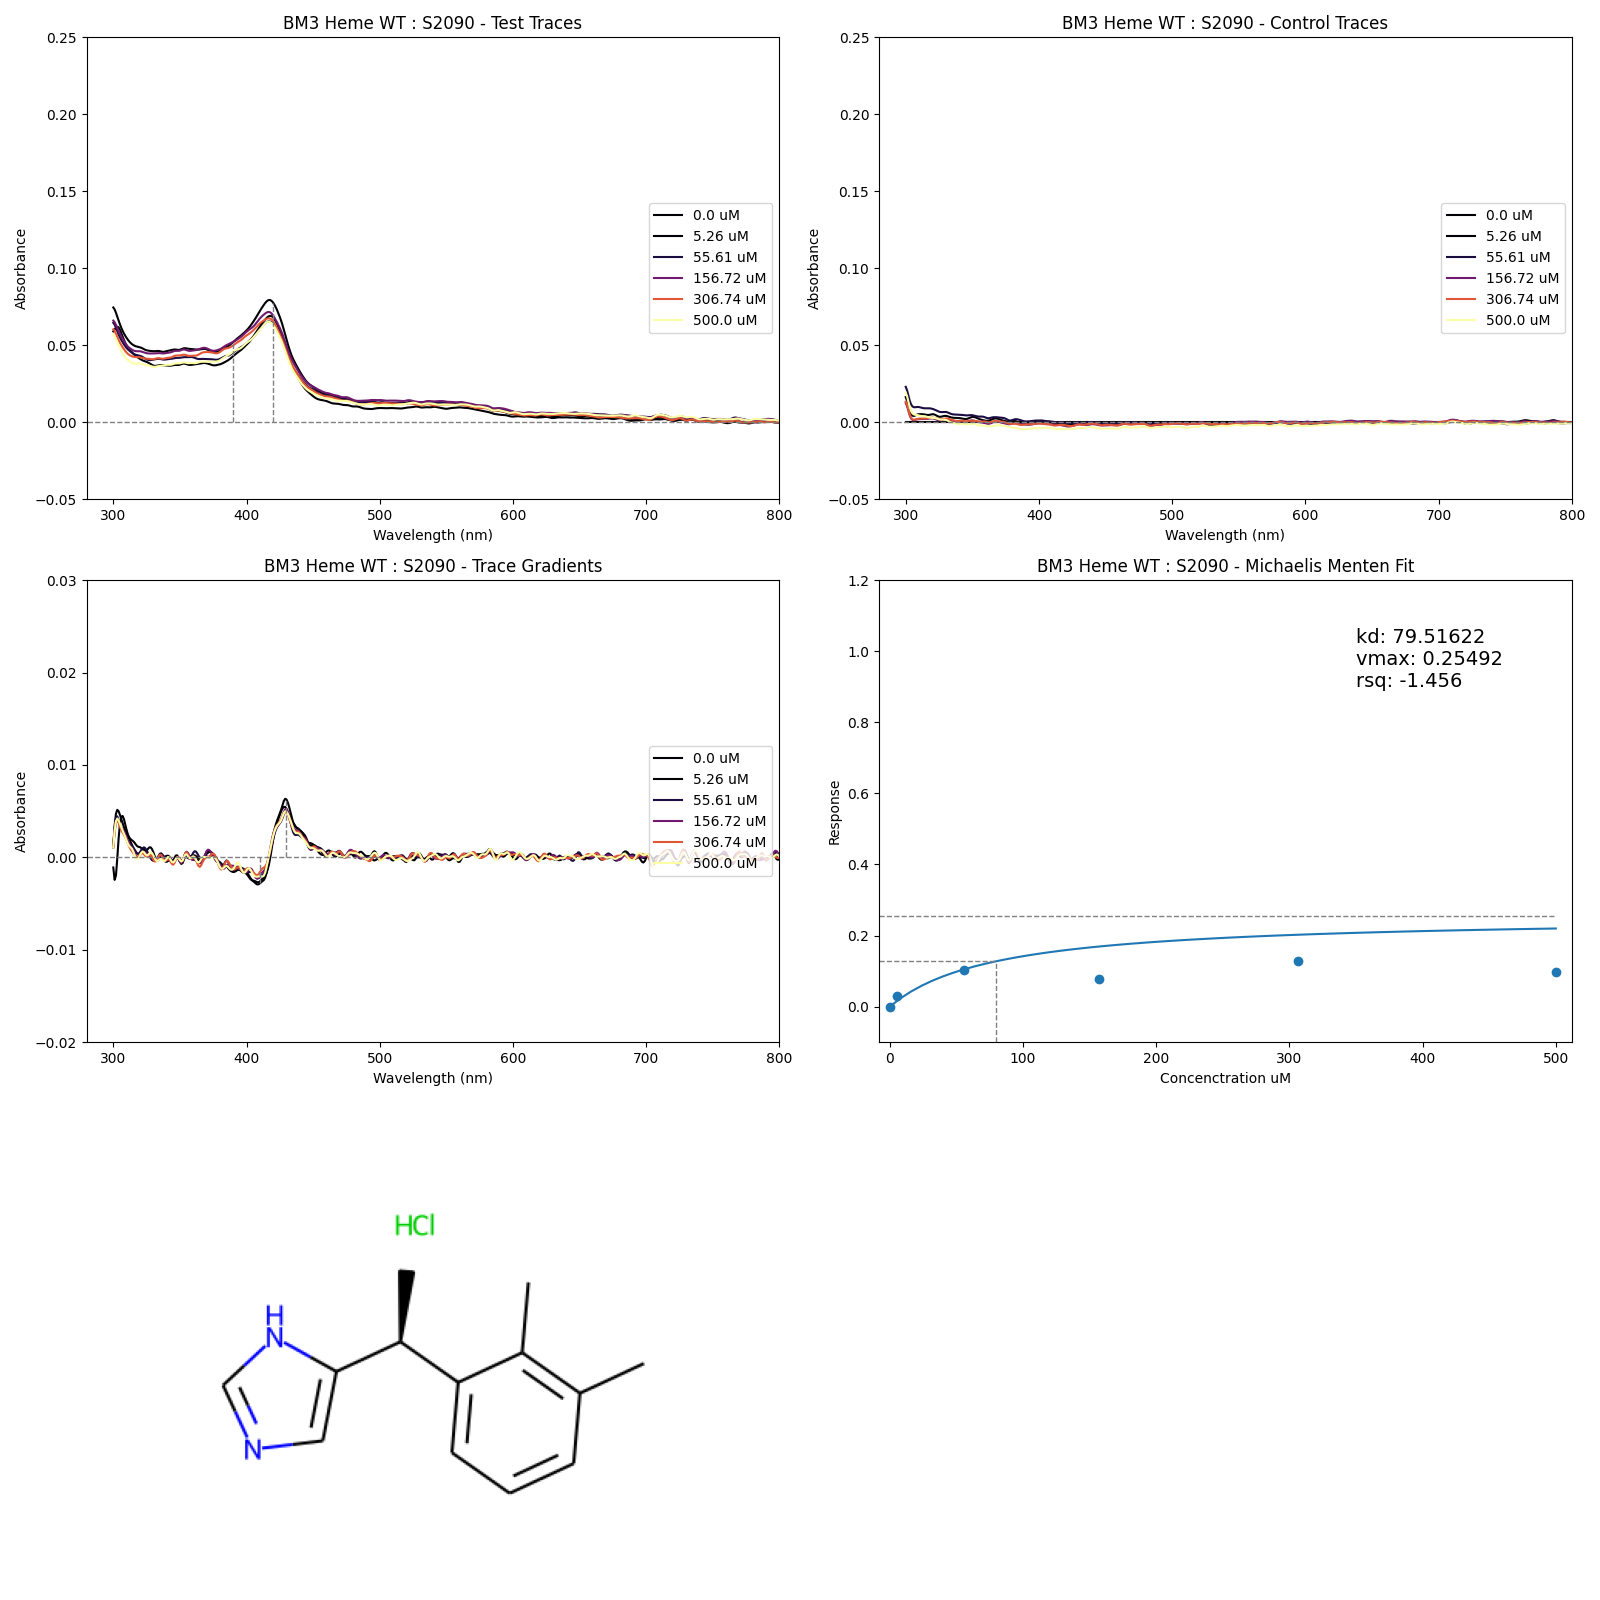 BM3 Heme WT : S2090 - Test Traces
0.25
0.20
0.15
0.10
0.05
0.00
−0.05
Absorbance
300
400
500
600
700
800
Wavelength (nm)
0.0 uM
5.26 uM
55.61 uM
156.72 uM
306.74 uM
500.0 uM
BM3 Heme WT : S2090 - Control Traces
0.25
0.20
0.15
0.10
0.05
0.00
−0.05
Absorbance
300
400
500
600
700
800
Wavelength (nm)
0.0 uM
5.26 uM
55.61 uM
156.72 uM
306.74 uM
500.0 uM
BM3 Heme WT : S2090 - Trace Gradients
0.03
0.02
0.01
0.00
−0.01
−0.02
Absorbance
300
400
500
600
700
800
Wavelength (nm)
0.0 uM
5.26 uM
55.61 uM
156.72 uM
306.74 uM
500.0 uM
BM3 Heme WT : S2090 - Michaelis Menten Fit
1.2
1.0
0.8
0.6
0.4
0.2
0.0
Response
0
100
200
300
400
500
Concenctration uM
kd: 79.51622
vmax: 0.25492
rsq: -1.456
HCl
H
N
N